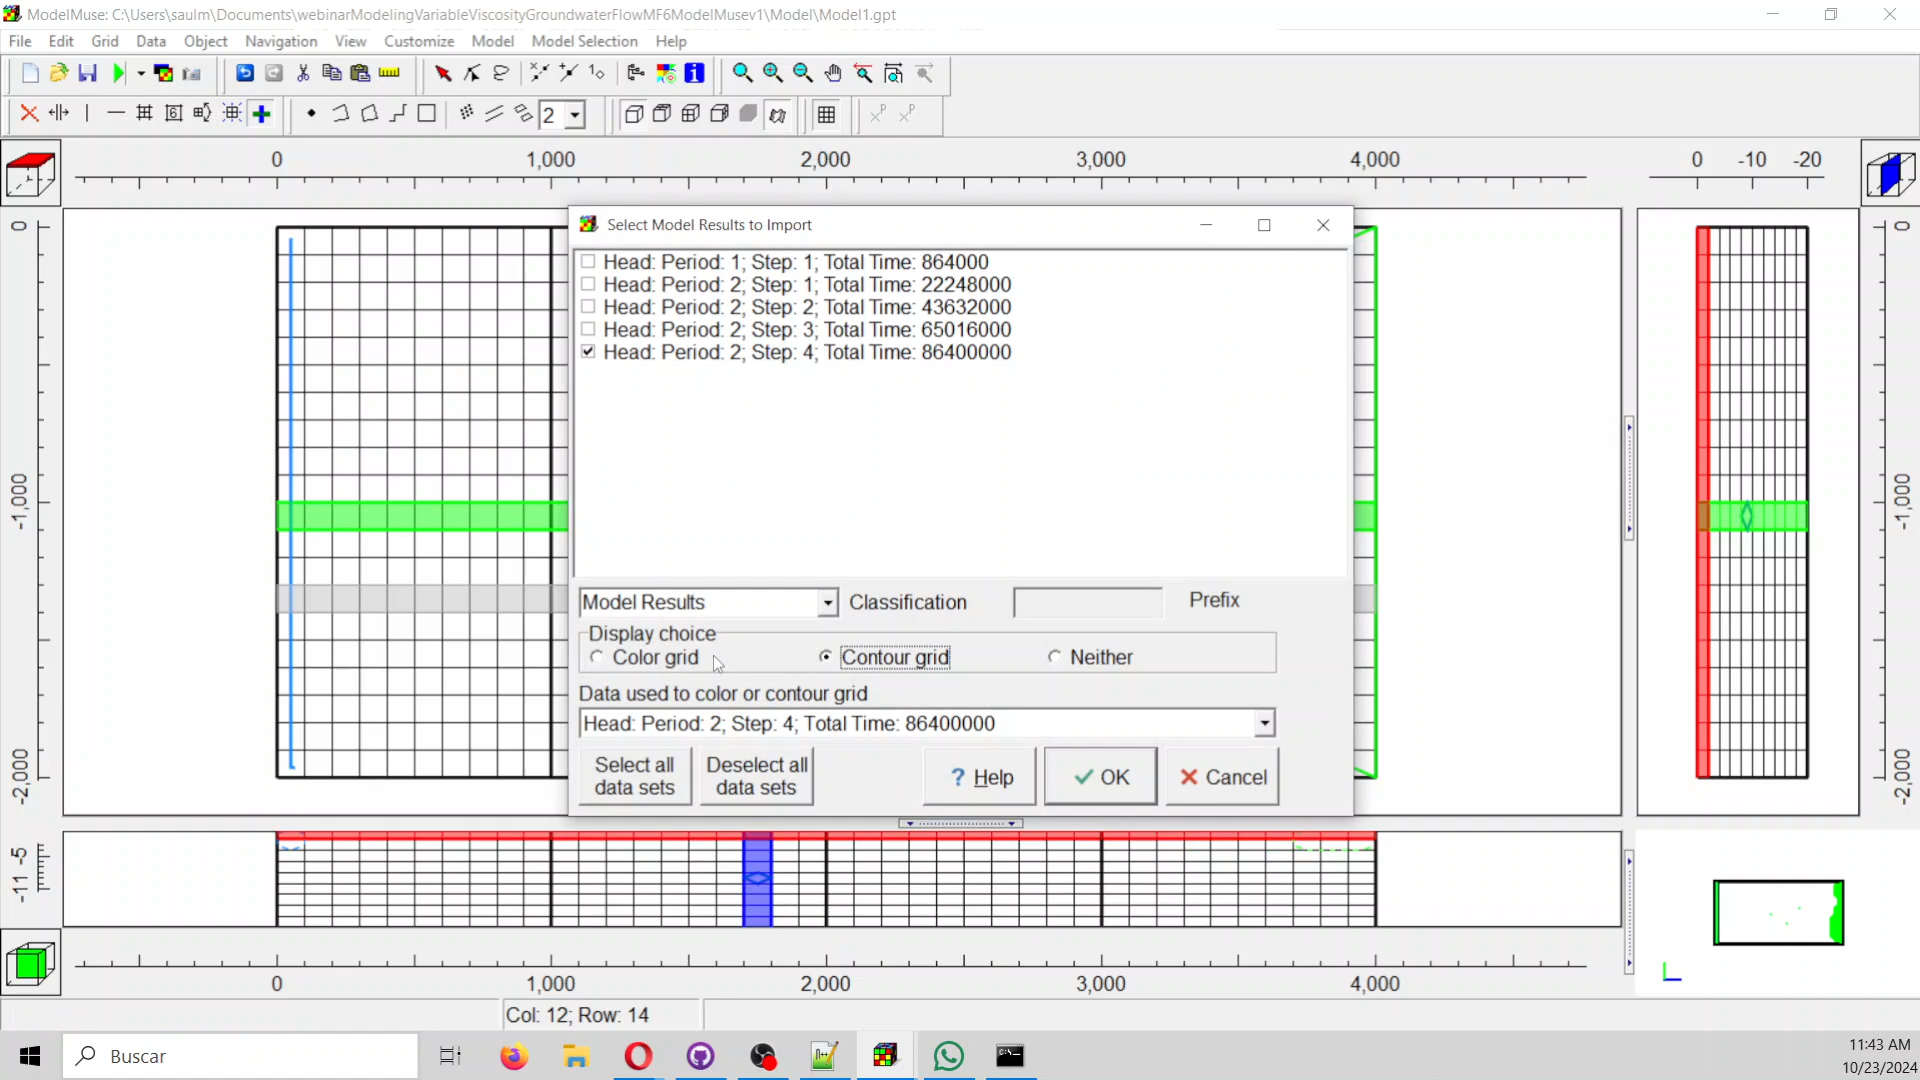 ModelMuse: C:\Users\saulm\Documents\webinarModelingVariableViscosityGroundwaterFlowMF6ModelMusev1\Model\Model1.gpt
File Edit Grid Data Object Navigation View Customize Model Model Selection Help
2
0 1,000 2,000 3,000 4,000 0 -10 -20
Select Model Results to Import
Head: Period: 1; Step: 1; Total Time: 864000
Head: Period: 2; Step: 1; Total Time: 22248000
Head: Period: 2; Step: 2; Total Time: 43632000
Head: Period: 2; Step: 3; Total Time: 65016000
Head: Period: 2; Step: 4; Total Time: 86400000
0 -1,000 -2,000
0 -1,000 -2,000
Model Results Classification Prefix
Display choice
Color grid Contour grid Neither
Data used to color or contour grid
Head: Period: 2; Step: 4; Total Time: 86400000
Select all data sets
Deselect all data sets
? Help OK Cancel
-11 -5
0 1,000 2,000 3,000 4,000
Col: 12; Row: 14
Buscar
11:43 AM
10/23/2024